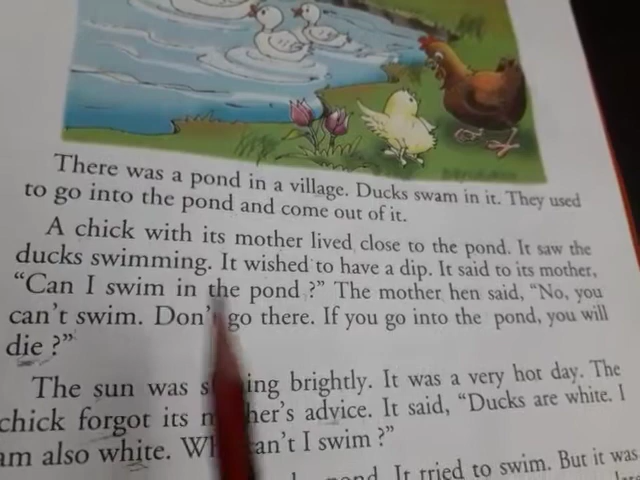 There was a pond in a village. Ducks swam in it. They used
to go into the pond and come out of it.
A chick with its mother lived close to the pond. It saw the
ducks swimming. It wished to have a dip. It said to its mother,
“Can I swim in the pond ?” The mother hen said, “No, you
can't swim. Don' go there. If you go into the pond, you will
die ?”
The sun was s ing brightly. It was a very hot day. The
chick forgot its m her's advice. It said, “Ducks are white. I
am also white. Wh can't I swim ?”
pond. It tried to swim. But it was